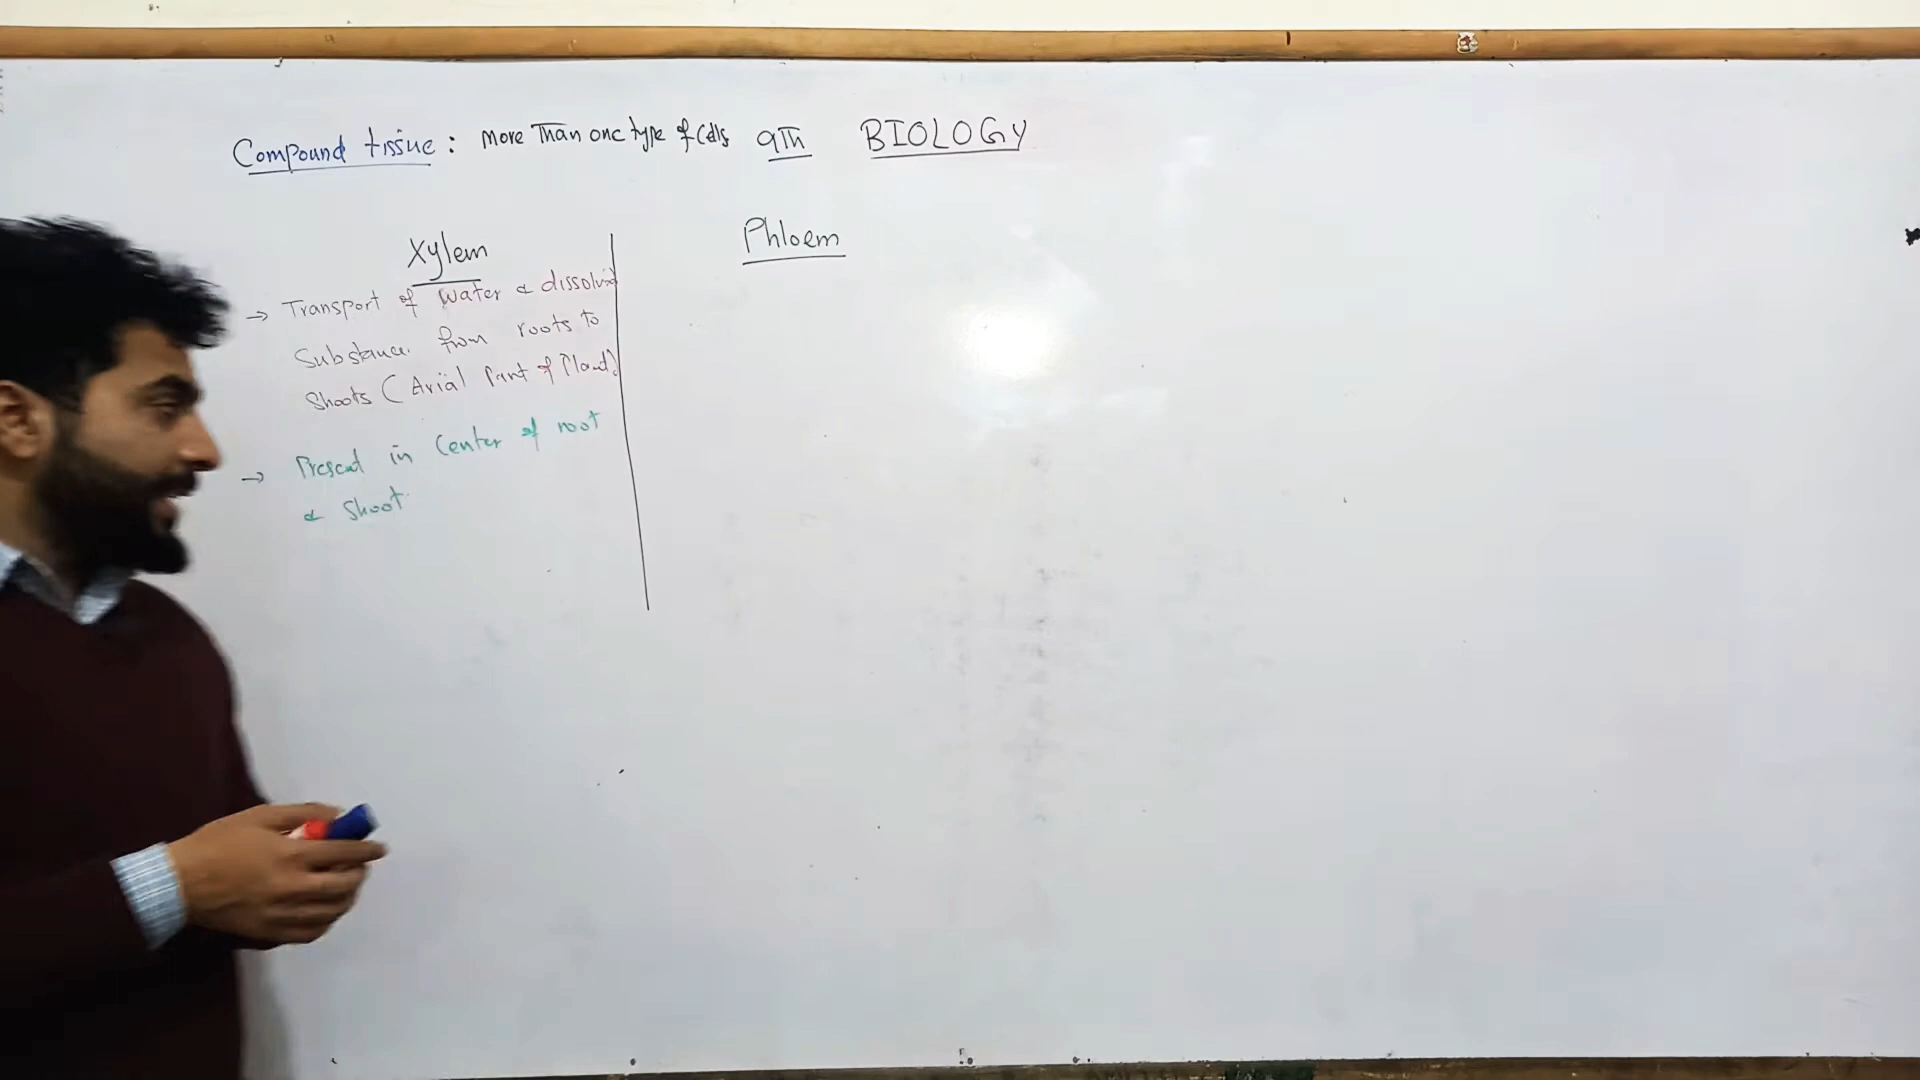 Compound tissue: More Than one type of Cells 9Th BIOLOGY
Xylem
Phloem
→ Transport of water & dissolved
Substance from roots to
Shoots (Arial Part of Plant)
→ Present in Center of root
& Shoot